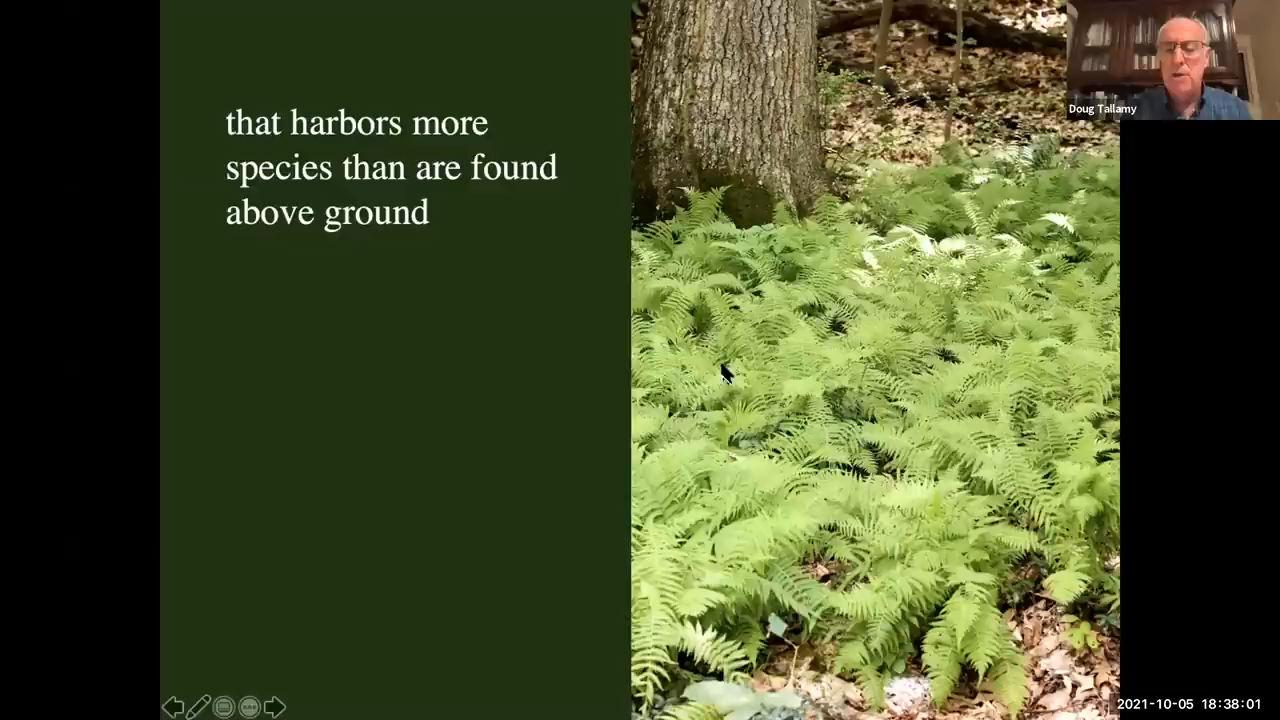 that harbors more
species than are found
above ground
Doug Tallamy
2021-10-05 18:38:01